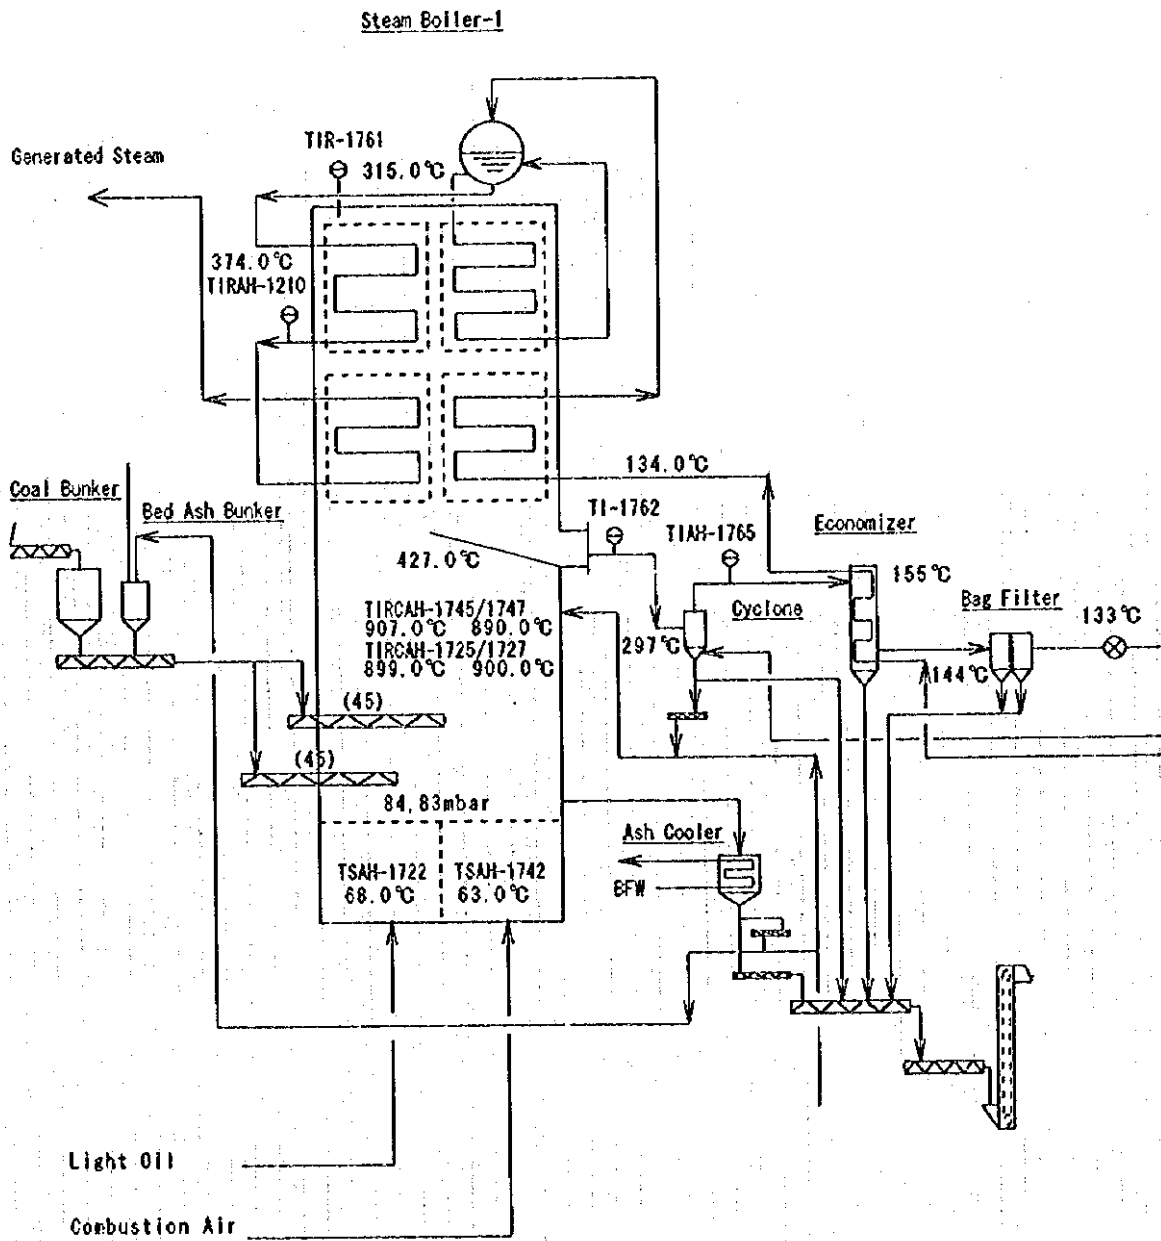 Steam Boiler-1
TIR-1761
Generated Steam
315.0℃
374.0℃
TIRAH-1210
134.0℃
Coal Bunker
Bed Ash Bunker
TI-1762
TIAH-1765
Economizer
427.0℃
155℃
Bag Filter
TIRCAH-1745/1747
907.0℃ 890.0℃
Cyclone
133℃
TIRCAH-1725/1727
899.0℃ 900.0℃
297℃
144℃
(45)
(45)
84,83mbar
Ash Cooler
TSAH-1722
68.0℃
TSAH-1742
63.0℃
BFW
Light Oil
Combustion Air